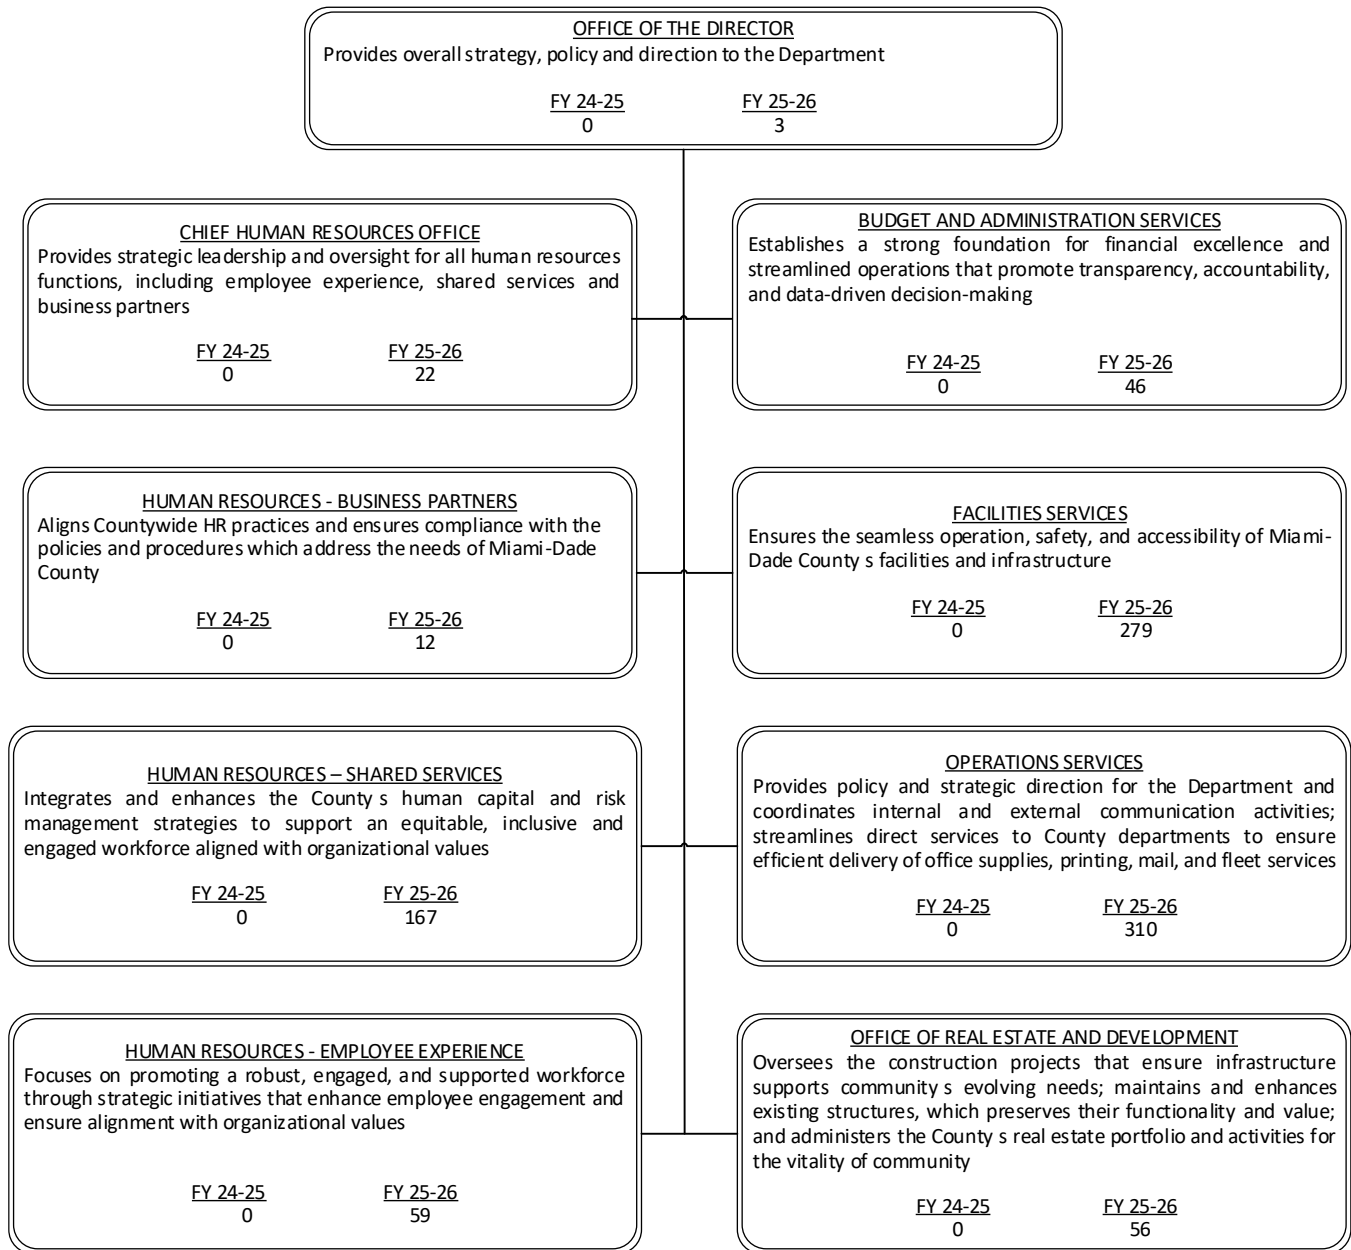 OFFICE OF THE DIRECTOR
Provides overall strategy, policy and direction to the Department
FY 24-25 FY 25-26
0 3
CHIEF HUMAN RESOURCES OFFICE
Provides strategic leadership and oversight for all human resources
functions, including employee experience, shared services and
business partners
FY 24-25 FY 25-26
0 22
BUDGET AND ADMINISTRATION SERVICES
Establishes a strong foundation for financial excellence and
streamlined operations that promote transparency, accountability,
and data-driven decision-making
FY 24-25 FY 25-26
0 46
HUMAN RESOURCES - BUSINESS PARTNERS
Aligns Countywide HR practices and ensures compliance with the
policies and procedures which address the needs of Miami-Dade
County
FY 24-25 FY 25-26
0 12
FACILITIES SERVICES
Ensures the seamless operation, safety, and accessibility of Miami-
Dade County s facilities and infrastructure
FY 24-25 FY 25-26
0 279
HUMAN RESOURCES – SHARED SERVICES
Integrates and enhances the County s human capital and risk
management strategies to support an equitable, inclusive and
engaged workforce aligned with organizational values
FY 24-25 FY 25-26
0 167
OPERATIONS SERVICES
Provides policy and strategic direction for the Department and
coordinates internal and external communication activities;
streamlines direct services to County departments to ensure
efficient delivery of office supplies, printing, mail, and fleet services
FY 24-25 FY 25-26
0 310
HUMAN RESOURCES - EMPLOYEE EXPERIENCE
Focuses on promoting a robust, engaged, and supported workforce
through strategic initiatives that enhance employee engagement and
ensure alignment with organizational values
FY 24-25 FY 25-26
0 59
OFFICE OF REAL ESTATE AND DEVELOPMENT
Oversees the construction projects that ensure infrastructure
supports community s evolving needs; maintains and enhances
existing structures, which preserves their functionality and value;
and administers the County s real estate portfolio and activities for
the vitality of community
FY 24-25 FY 25-26
0 56